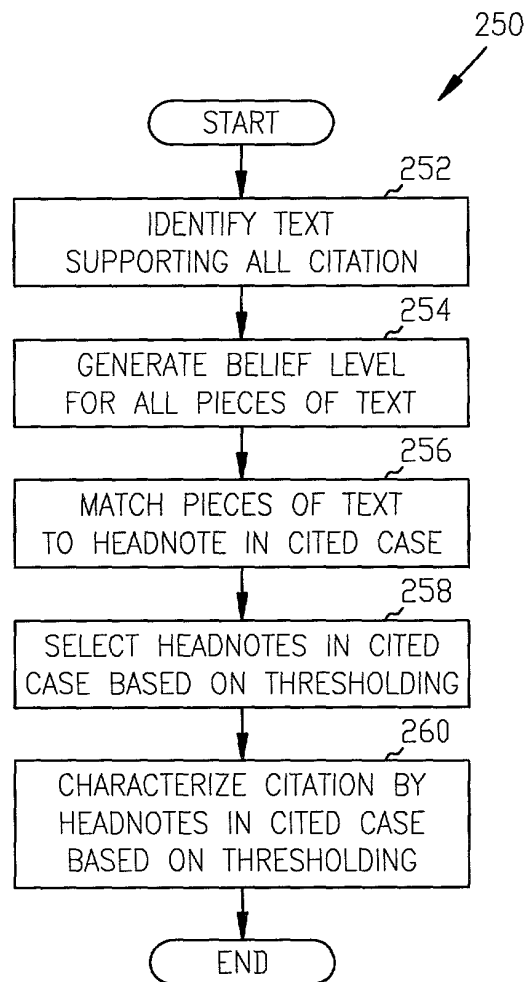 250
START
252
IDENTIFY TEXT
SUPPORTING ALL CITATION
254
GENERATE BELIEF LEVEL
FOR ALL PIECES OF TEXT
256
MATCH PIECES OF TEXT
TO HEADNOTE IN CITED CASE
258
SELECT HEADNOTES IN CITED
CASE BASED ON THRESHOLDING
260
CHARACTERIZE CITATION BY
HEADNOTES IN CITED CASE
BASED ON THRESHOLDING
END